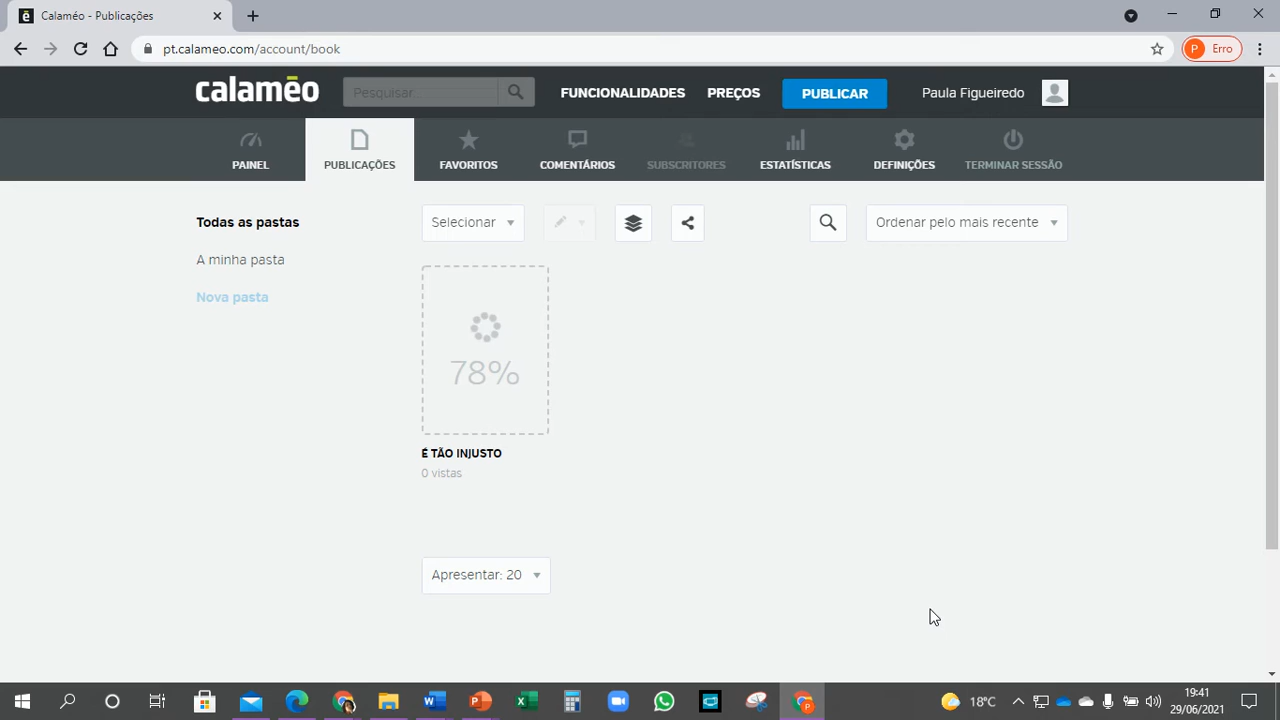 Calaméo - Publicações
pt.calameo.com/account/book
P Erro
calamēo
Pesquisar...
FUNCIONALIDADES
PREÇOS
PUBLICAR
Paula Figueiredo
PAINEL
PUBLICAÇÕES
FAVORITOS
COMENTÁRIOS
SUBSCRITORES
ESTATÍSTICAS
DEFINIÇÕES
TERMINAR SESSÃO
Todas as pastas
A minha pasta
Nova pasta
Selecionar
Ordenar pelo mais recente
78%
É TÃO INJUSTO
0 vistas
Apresentar: 20
18°C
19:41
29/06/2021